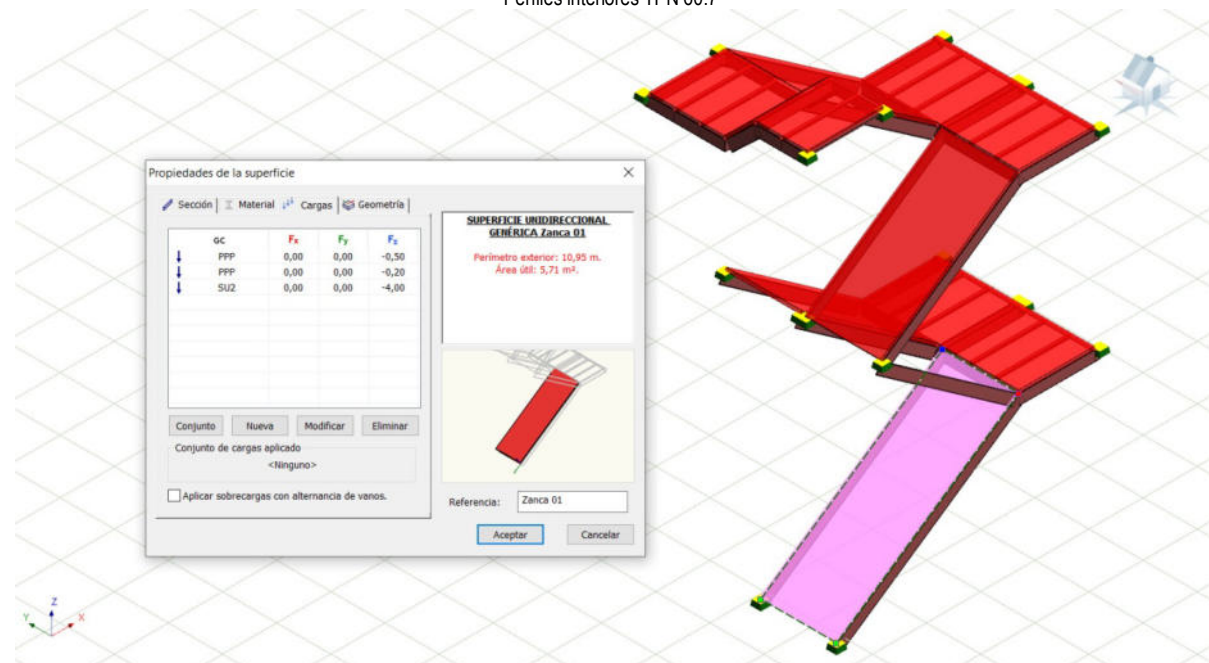 Propiedades de la superficie
Sección Material Cargas Geometría
GC Fx Fy Fz
PPP 0,00 0,00 -0,50
PPP 0,00 0,00 -0,20
SU2 0,00 0,00 -4,00
Conjunto Nueva Modificar Eliminar
Conjunto de cargas aplicado
<Ninguno>
Aplicar sobrecargas con alternancia de vanos.
SUPERFICIE UNIDIRECCIONAL
GENÉRICA Zanca 01
Perímetro exterior: 10,95 m.
Área útil: 5,71 m².
Referencia: Zanca 01
Aceptar Cancelar
Z
Y X